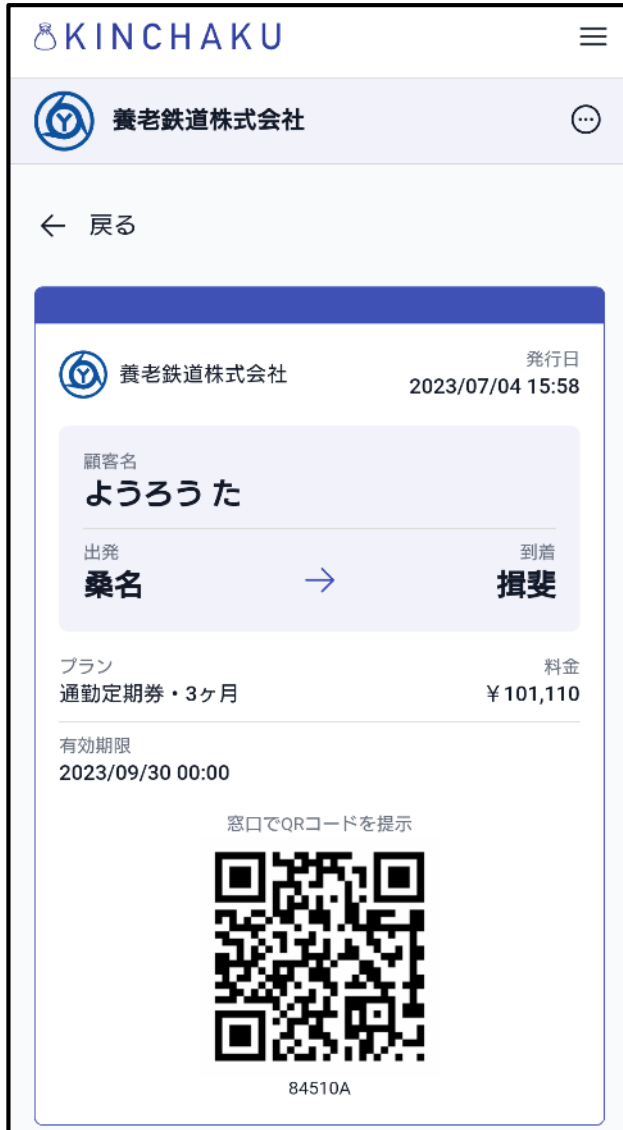 KINCHAKU
養老鉄道株式会社
← 戻る
養老鉄道株式会社
発行日
2023/07/04 15:58
顧客名
ようろう た
出発
到着
桑名 → 揖斐
プラン
料金
通勤定期券・3ヶ月
¥101,110
有効期限
2023/09/30 00:00
窓口でQRコードを提示
84510A